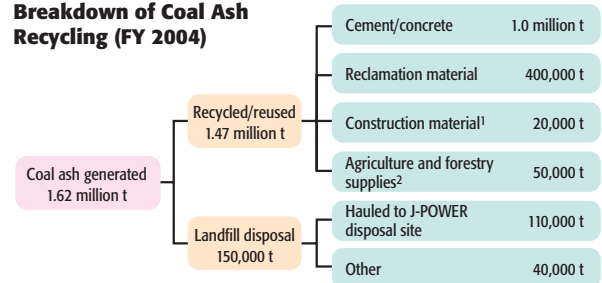 Breakdown of Coal Ash
Recycling (FY 2004)
Coal ash generated
1.62 million t
Recycled/reused
1.47 million t
Cement/concrete 1.0 million t
Reclamation material 400,000 t
Construction material¹ 20,000 t
Agriculture and forestry
supplies² 50,000 t
Landfill disposal
150,000 t
Hauled to J-POWER
disposal site 110,000 t
Other 40,000 t